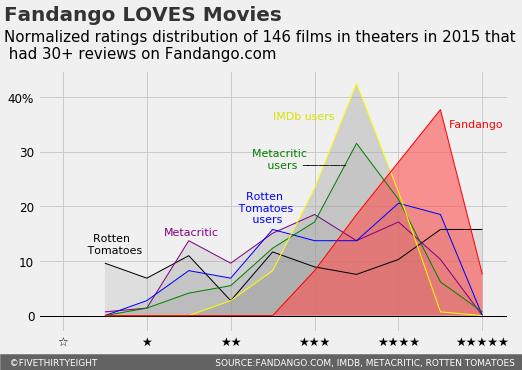 Fandango LOVES Movies
Normalized ratings distribution of 146 films in theaters in 2015 that
had 30+ reviews on Fandango.com
40%
30
20
10
0
IMDb users
Fandango
Metacritic
users
Rotten
Tomatoes
users
Metacritic
Rotten
Tomatoes
☆ ★ ★★ ★★★ ★★★★ ★★★★★
©FIVETHIRTYEIGHT SOURCE:FANDANGO.COM, IMDB, METACRITIC, ROTTEN TOMATOES